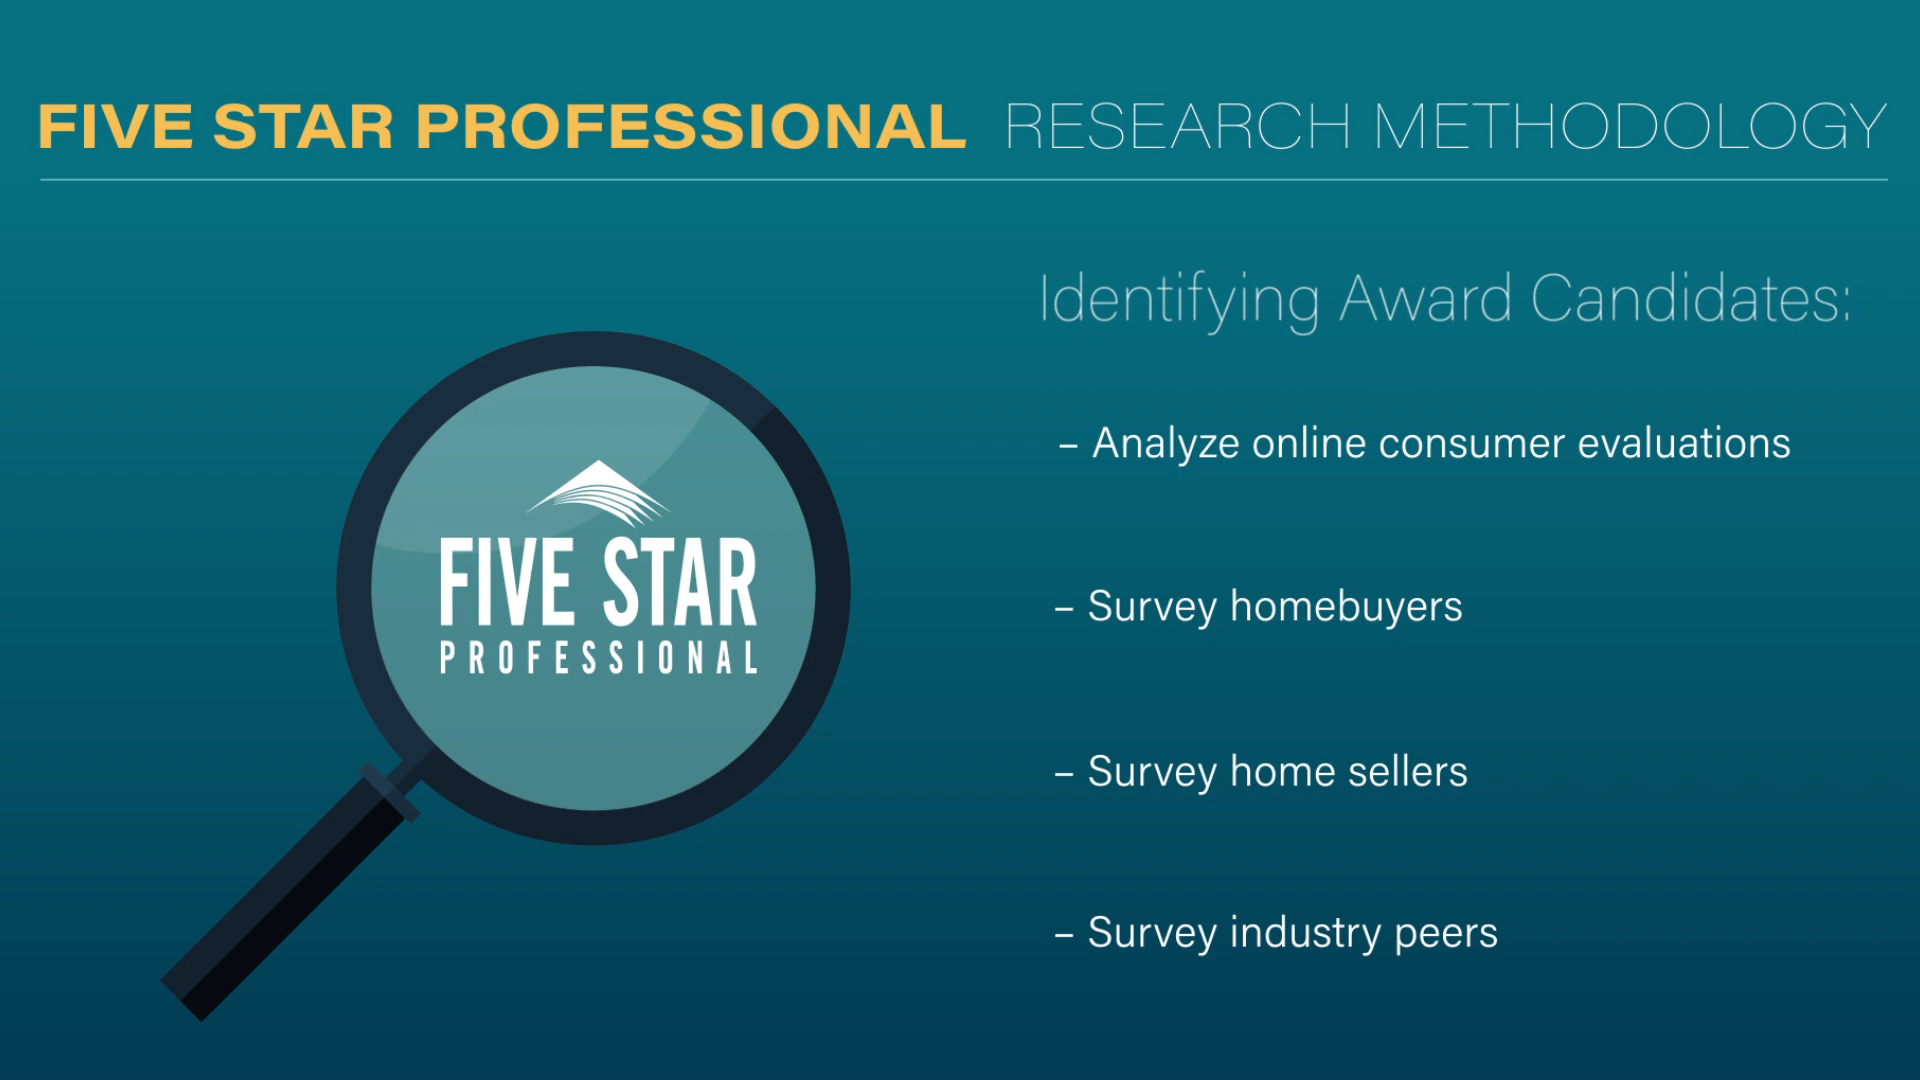 FIVE STAR PROFESSIONAL RESEARCH METHODOLOGY
FIVE STAR
PROFESSIONAL
Identifying Award Candidates:
– Analyze online consumer evaluations
– Survey homebuyers
– Survey home sellers
– Survey industry peers